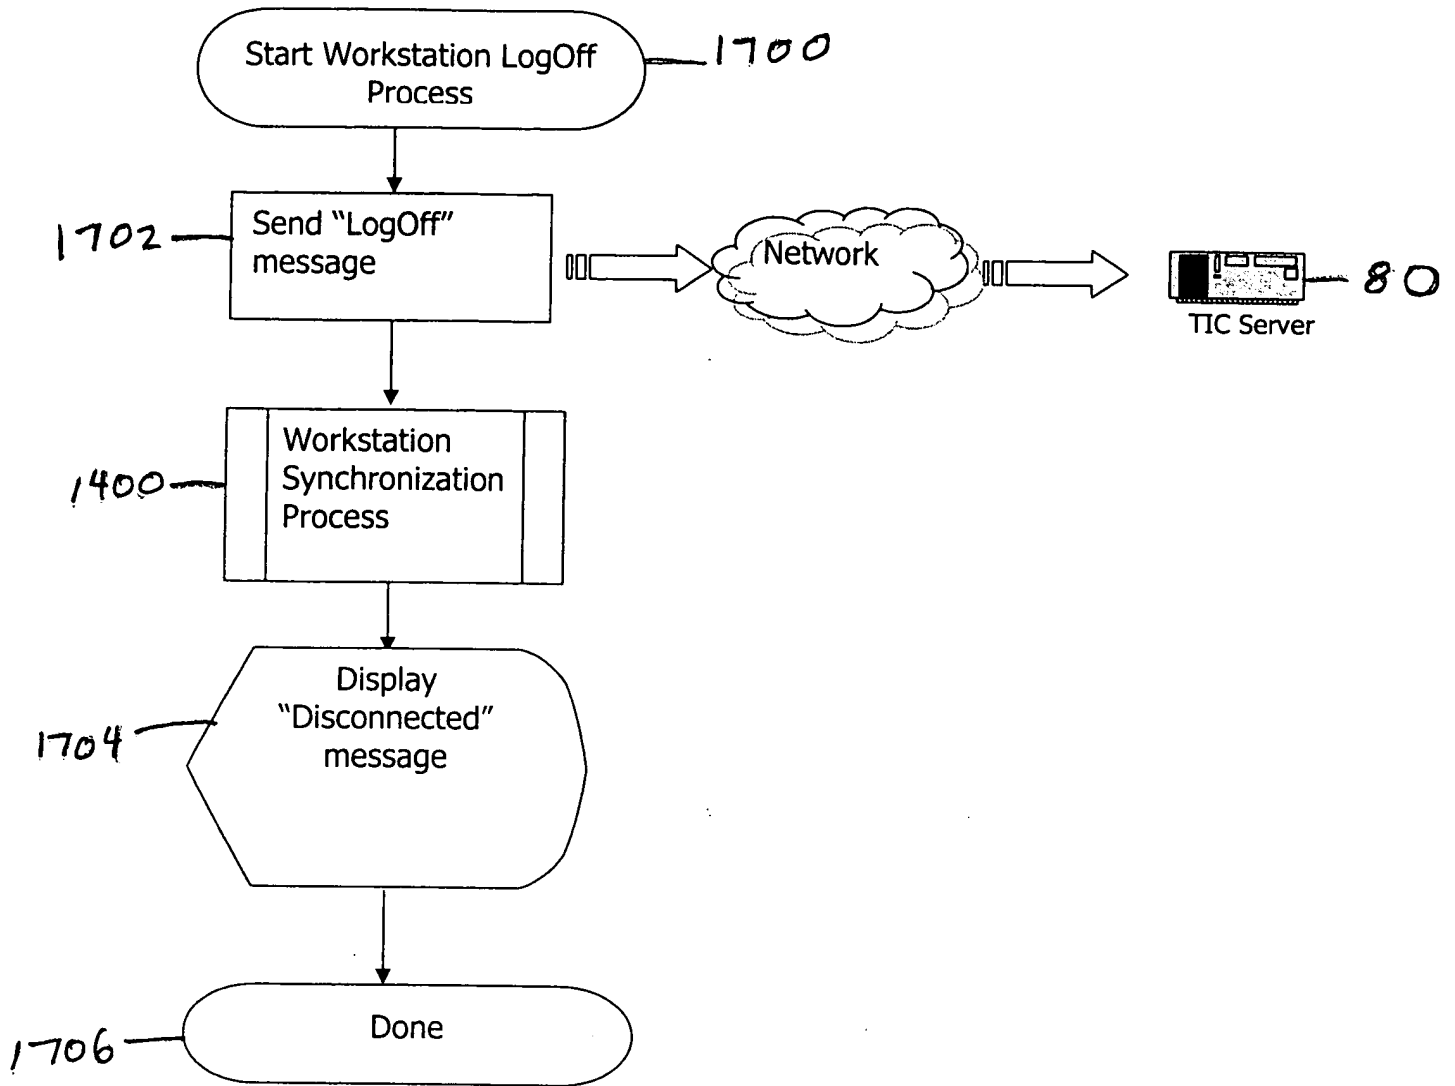 Start Workstation LogOff
Process
1700
1702
Send “LogOff”
message
Network
80
TIC Server
1400
Workstation
Synchronization
Process
1704
Display
“Disconnected”
message
1706
Done